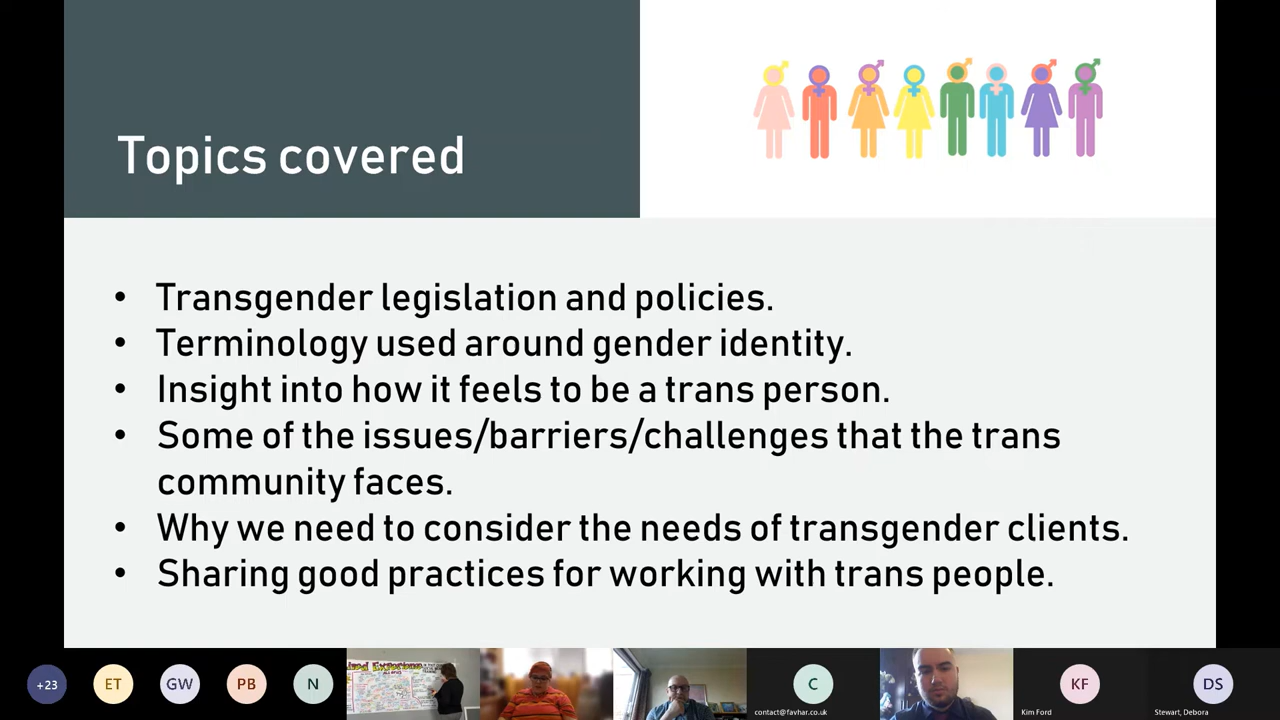 Topics covered
• Transgender legislation and policies.
• Terminology used around gender identity.
• Insight into how it feels to be a trans person.
• Some of the issues/barriers/challenges that the trans
community faces.
• Why we need to consider the needs of transgender clients.
• Sharing good practices for working with trans people.
+23
ET
GW
PB
N
C
contact@favhar.co.uk
KF
Kim Ford
DS
Stewart, Debora